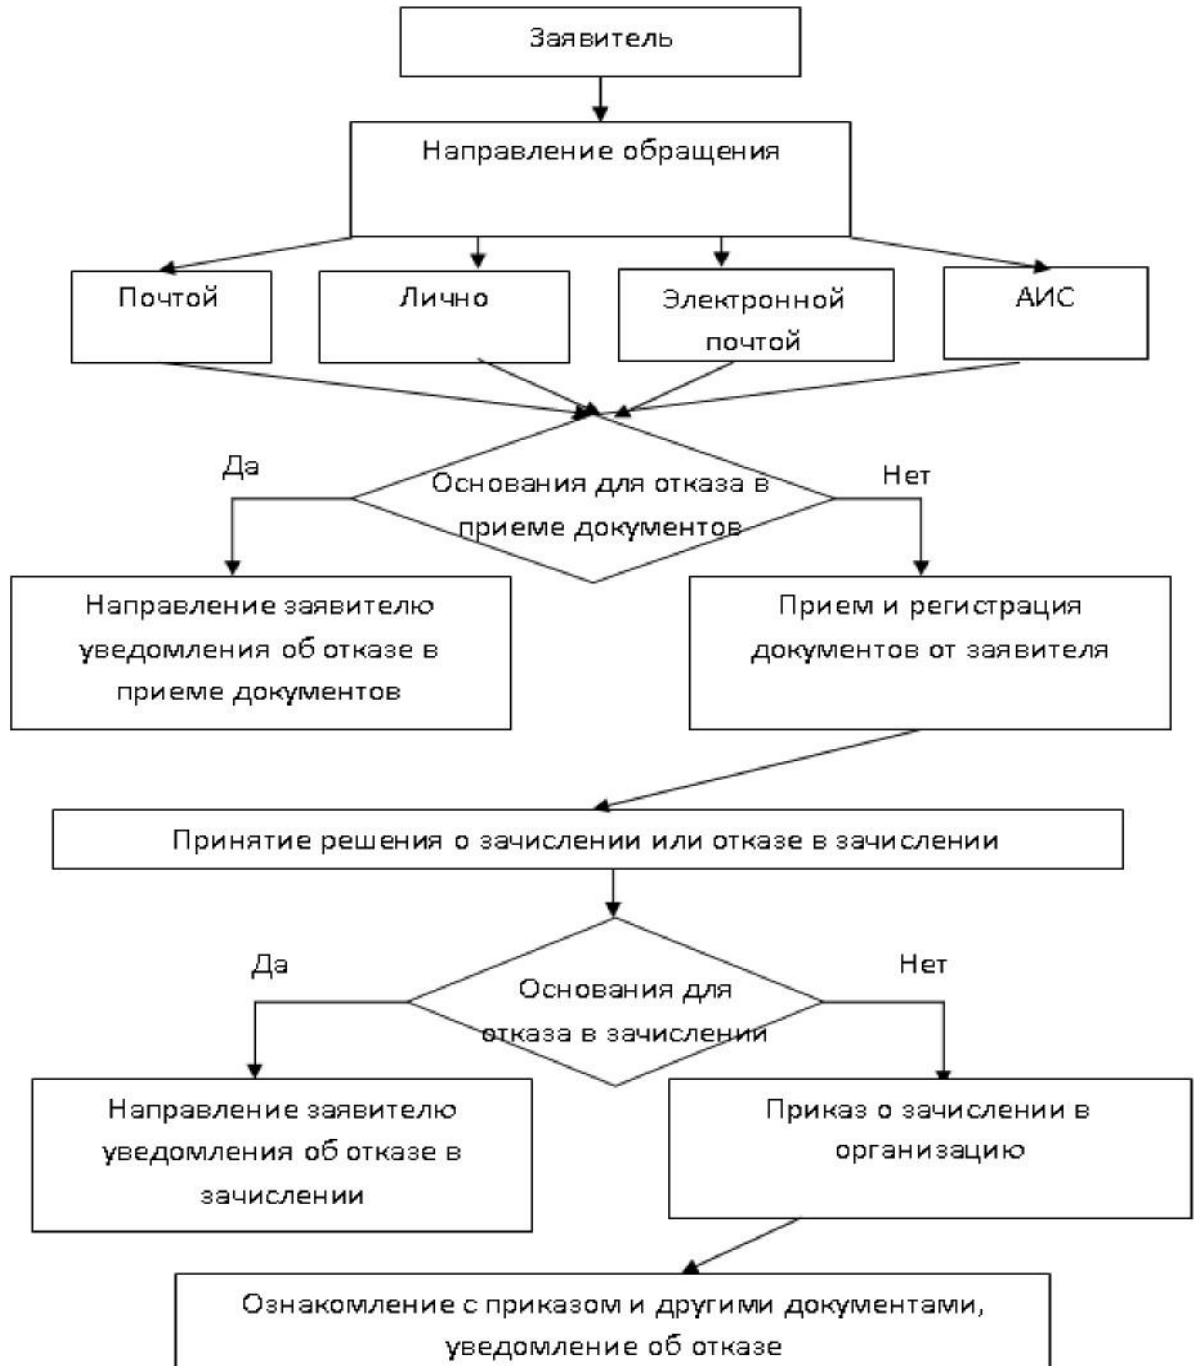 Заявитель
Направление обращения
Почтой
Лично
Электронной
почтой
АИС
Да
Нет
Основания для отказа в
приеме документов
Направление заявителю
уведомления об отказе в
приеме документов
Прием и регистрация
документов от заявителя
Принятие решения о зачислении или отказе в зачислении
Да
Нет
Основания для
отказа в зачислении
Направление заявителю
уведомления об отказе в
зачислении
Приказ о зачислении в
организацию
Ознакомление с приказом и другими документами,
уведомление об отказе